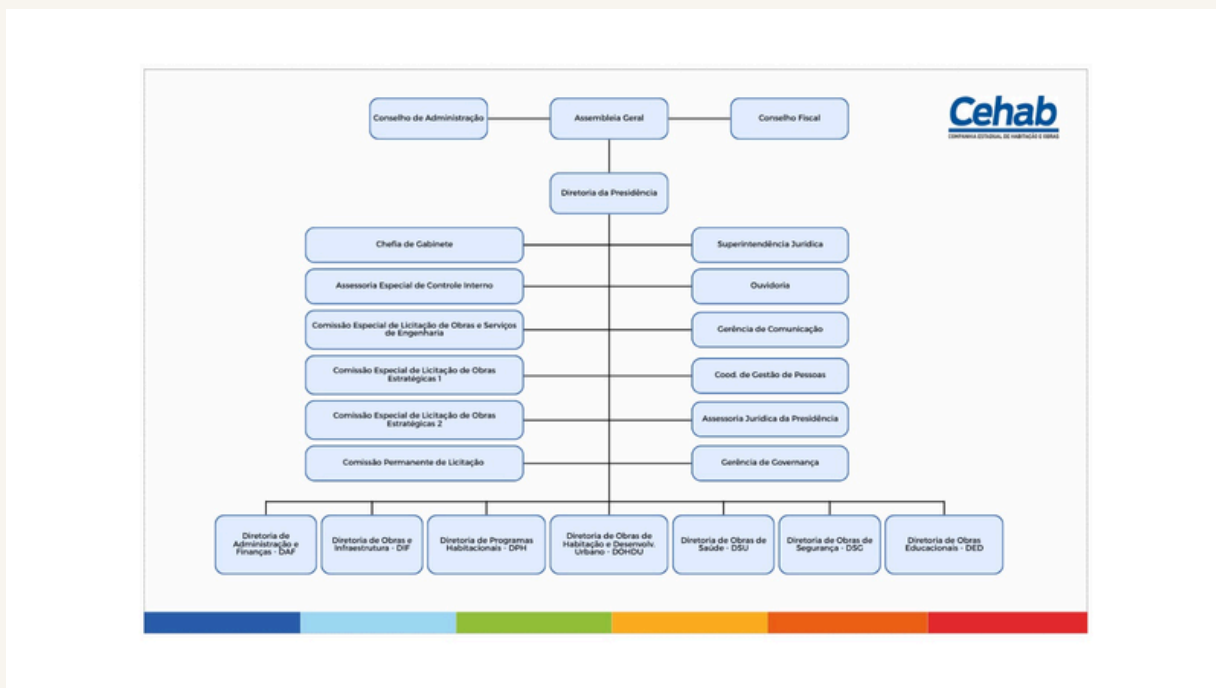 Conselho de Administração
Assembleia Geral
Conselho Fiscal
Cehab
COMPANHIA ESTADUAL DE HABITAÇÃO E OBRAS
Diretoria da Presidência
Chefia de Gabinete
Superintendência Jurídica
Assessoria Especial de Controle Interno
Ouvidoria
Comissão Especial de Licitação de Obras e Serviços
de Engenharia
Gerência de Comunicação
Comissão Especial de Licitação de Obras
Estratégicas 1
Cood. de Gestão de Pessoas
Comissão Especial de Licitação de Obras
Estratégicas 2
Assessoria Jurídica da Presidência
Comissão Permanente de Licitação
Gerência de Governança
Diretoria de
Administração e
Finanças - DAF
Diretoria de Obras e
Infraestrutura - DIF
Diretoria de Programas
Habitacionais - DPH
Diretoria de Obras de
Habitação e Desenvolv.
Urbano - DOHDU
Diretoria de Obras de
Saúde - DSU
Diretoria de Obras de
Segurança - DSG
Diretoria de Obras
Educacionais - DED